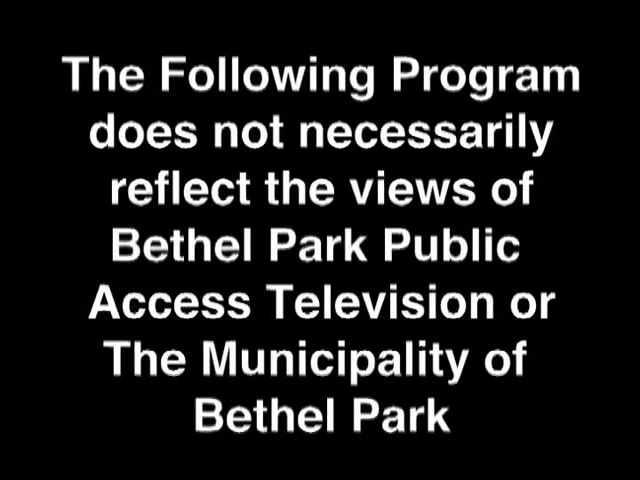 The Following Program
does not necessarily
reflect the views of
Bethel Park Public
Access Television or
The Municipality of
Bethel Park